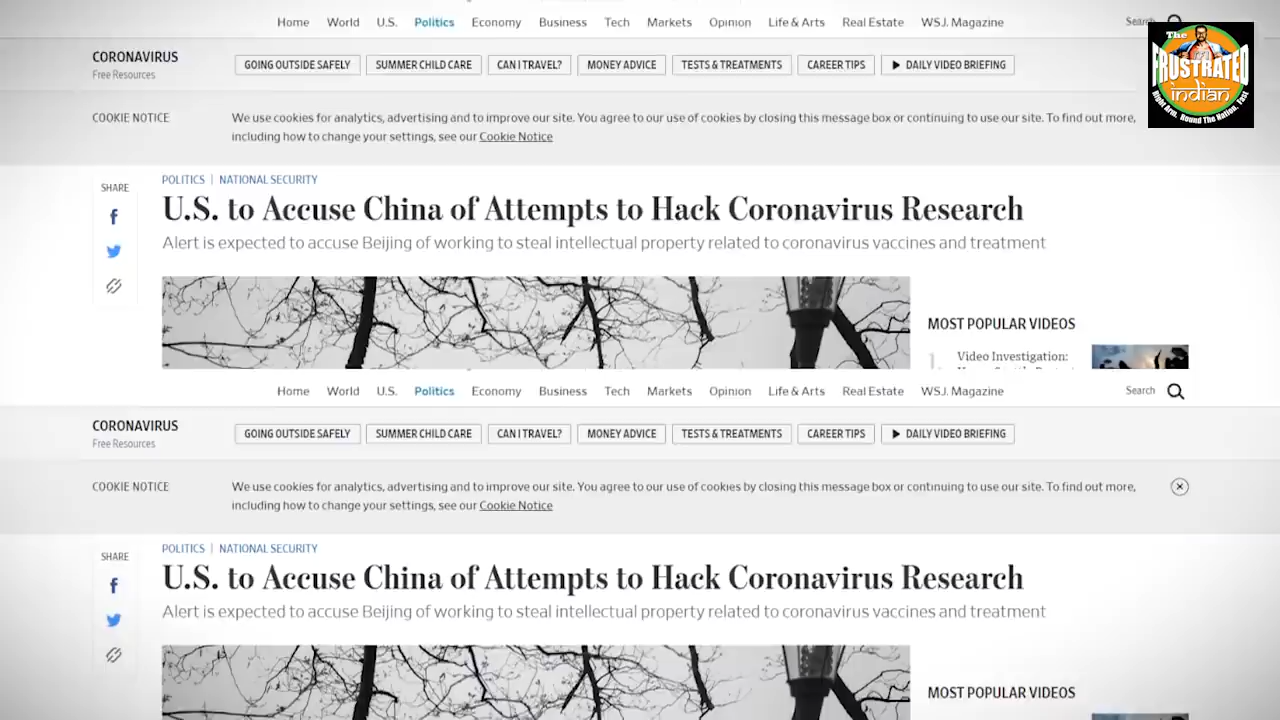 Home World U.S. Politics Economy Business Tech Markets Opinion Life & Arts Real Estate WSJ. Magazine Search
The
FRUSTRATED
indian
Right Arm, Round The Nation, Fast
CORONAVIRUS
Free Resources
GOING OUTSIDE SAFELY SUMMER CHILD CARE CAN I TRAVEL? MONEY ADVICE TESTS & TREATMENTS CAREER TIPS DAILY VIDEO BRIEFING
COOKIE NOTICE
We use cookies for analytics, advertising and to improve our site. You agree to our use of cookies by closing this message box or continuing to use our site. To find out more,
including how to change your settings, see our Cookie Notice
SHARE
POLITICS | NATIONAL SECURITY
U.S. to Accuse China of Attempts to Hack Coronavirus Research
Alert is expected to accuse Beijing of working to steal intellectual property related to coronavirus vaccines and treatment
MOST POPULAR VIDEOS
Video Investigation:
Home World U.S. Politics Economy Business Tech Markets Opinion Life & Arts Real Estate WSJ. Magazine Search
CORONAVIRUS
Free Resources
GOING OUTSIDE SAFELY SUMMER CHILD CARE CAN I TRAVEL? MONEY ADVICE TESTS & TREATMENTS CAREER TIPS DAILY VIDEO BRIEFING
COOKIE NOTICE
We use cookies for analytics, advertising and to improve our site. You agree to our use of cookies by closing this message box or continuing to use our site. To find out more,
including how to change your settings, see our Cookie Notice
SHARE
POLITICS | NATIONAL SECURITY
U.S. to Accuse China of Attempts to Hack Coronavirus Research
Alert is expected to accuse Beijing of working to steal intellectual property related to coronavirus vaccines and treatment
MOST POPULAR VIDEOS